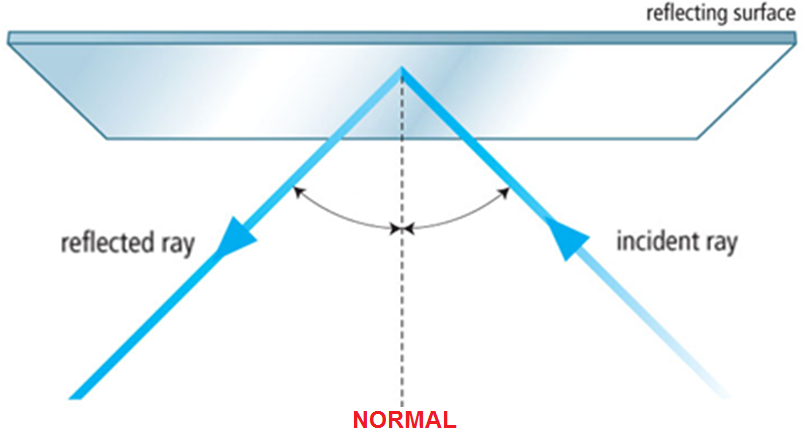 reflecting surface
reflected ray
incident ray
NORMAL